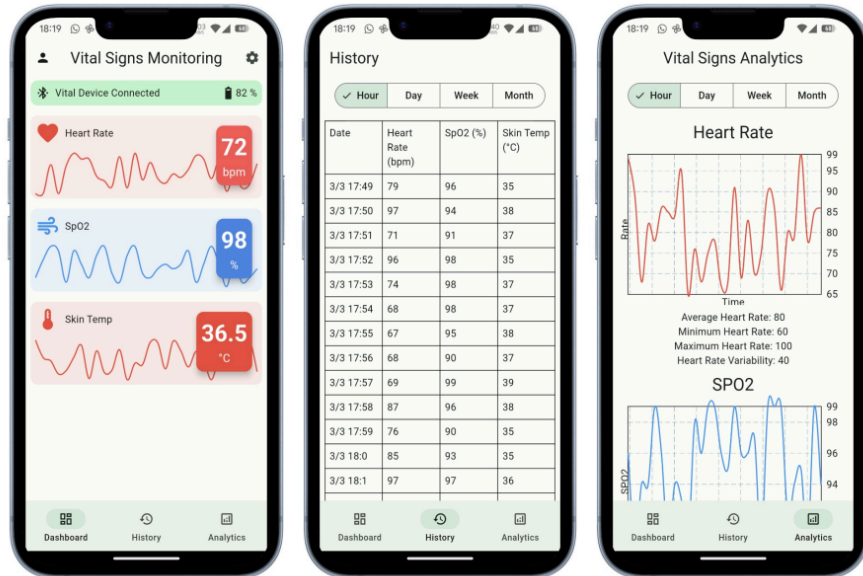 18:19
Vital Signs Monitoring
Vital Device Connected 82 %
Heart Rate
72
bpm
SpO2
98
%
Skin Temp
36.5
°C
Dashboard History Analytics
18:19
History
Hour Day Week Month
Date Heart Rate (bpm) SpO2 (%) Skin Temp (°C)
3/3 17:49 79 96 35
3/3 17:50 97 94 38
3/3 17:51 71 91 37
3/3 17:52 96 98 35
3/3 17:53 74 98 37
3/3 17:54 68 98 37
3/3 17:55 67 95 38
3/3 17:56 68 90 37
3/3 17:57 69 99 39
3/3 17:58 87 96 38
3/3 17:59 76 90 35
3/3 18:0 85 93 35
3/3 18:1 97 97 36
Dashboard History Analytics
18:19
Vital Signs Analytics
Hour Day Week Month
Heart Rate
99
95
90
85
80
75
70
65
Rate
Time
Average Heart Rate: 80
Minimum Heart Rate: 60
Maximum Heart Rate: 100
Heart Rate Variability: 40
SPO2
99
98
96
94
SPO2
Dashboard History Analytics